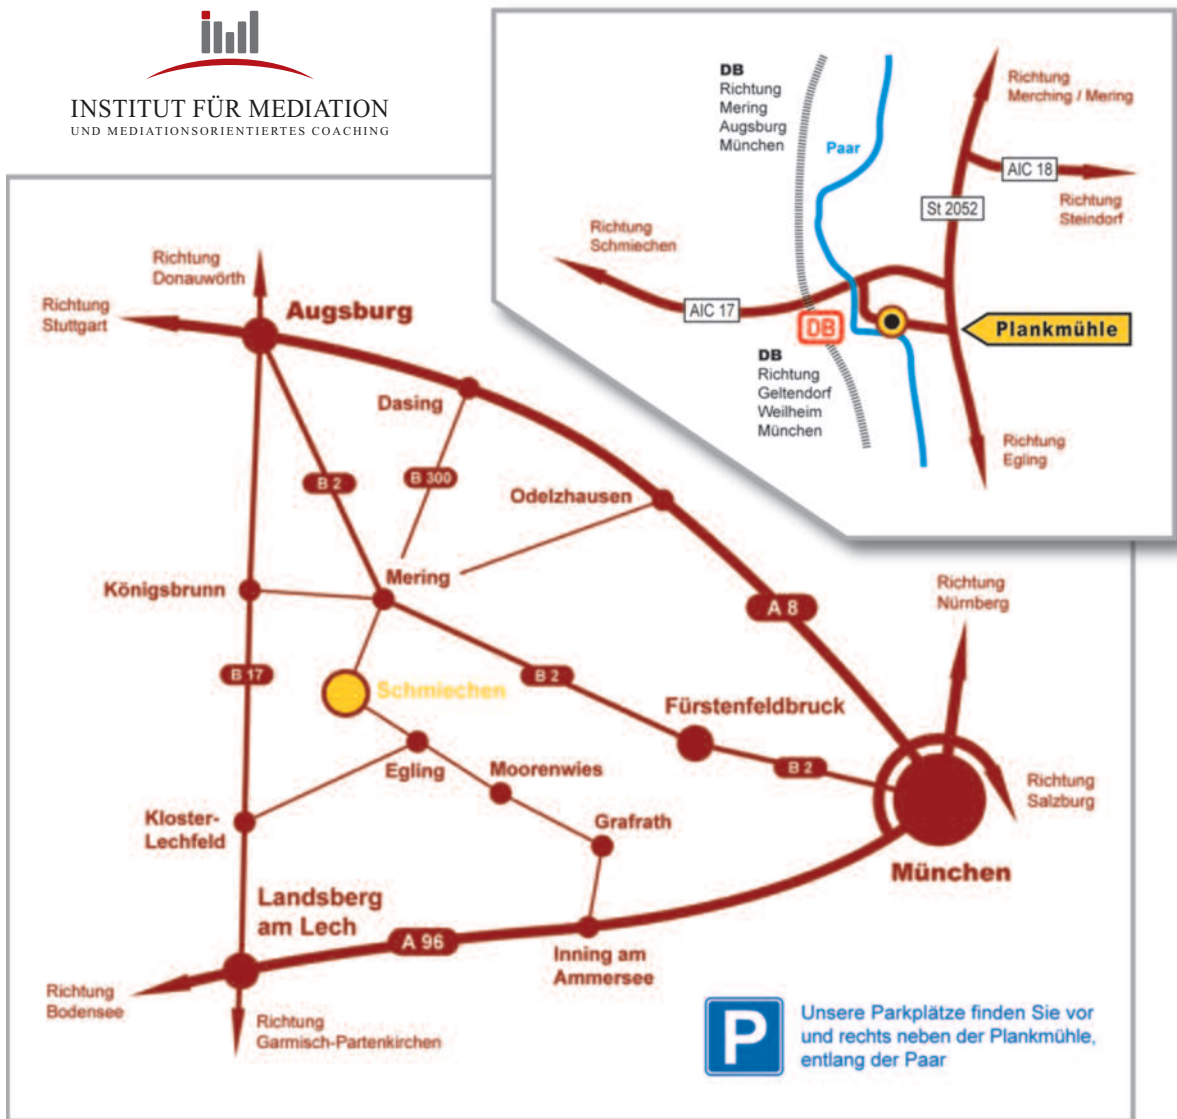 INSTITUT FÜR MEDIATION
UND MEDIATIONSORIENTIERTES COACHING
DB
Richtung
Mering
Augsburg
München
Paar
Richtung
Merching / Mering
AIC 18
Richtung
Steindorf
St 2052
Richtung
Schmiechen
AIC 17
DB
Plankmühle
DB
Richtung
Geltendorf
Weilheim
München
Richtung
Egling
Richtung
Donauwörth
Richtung
Stuttgart
Augsburg
Dasing
B 2
B 300
Odelzhausen
Königsbrunn
Mering
A 8
Richtung
Nürnberg
B 17
Schmiechen
B 2
Fürstenfeldbruck
B 2
Egling
Moorenwies
Richtung
Salzburg
Kloster-
Lechfeld
Grafrath
München
Landsberg
am Lech
A 96
Inning am
Ammersee
Richtung
Bodensee
Richtung
Garmisch-Partenkirchen
P
Unsere Parkplätze finden Sie vor
und rechts neben der Plankmühle,
entlang der Paar